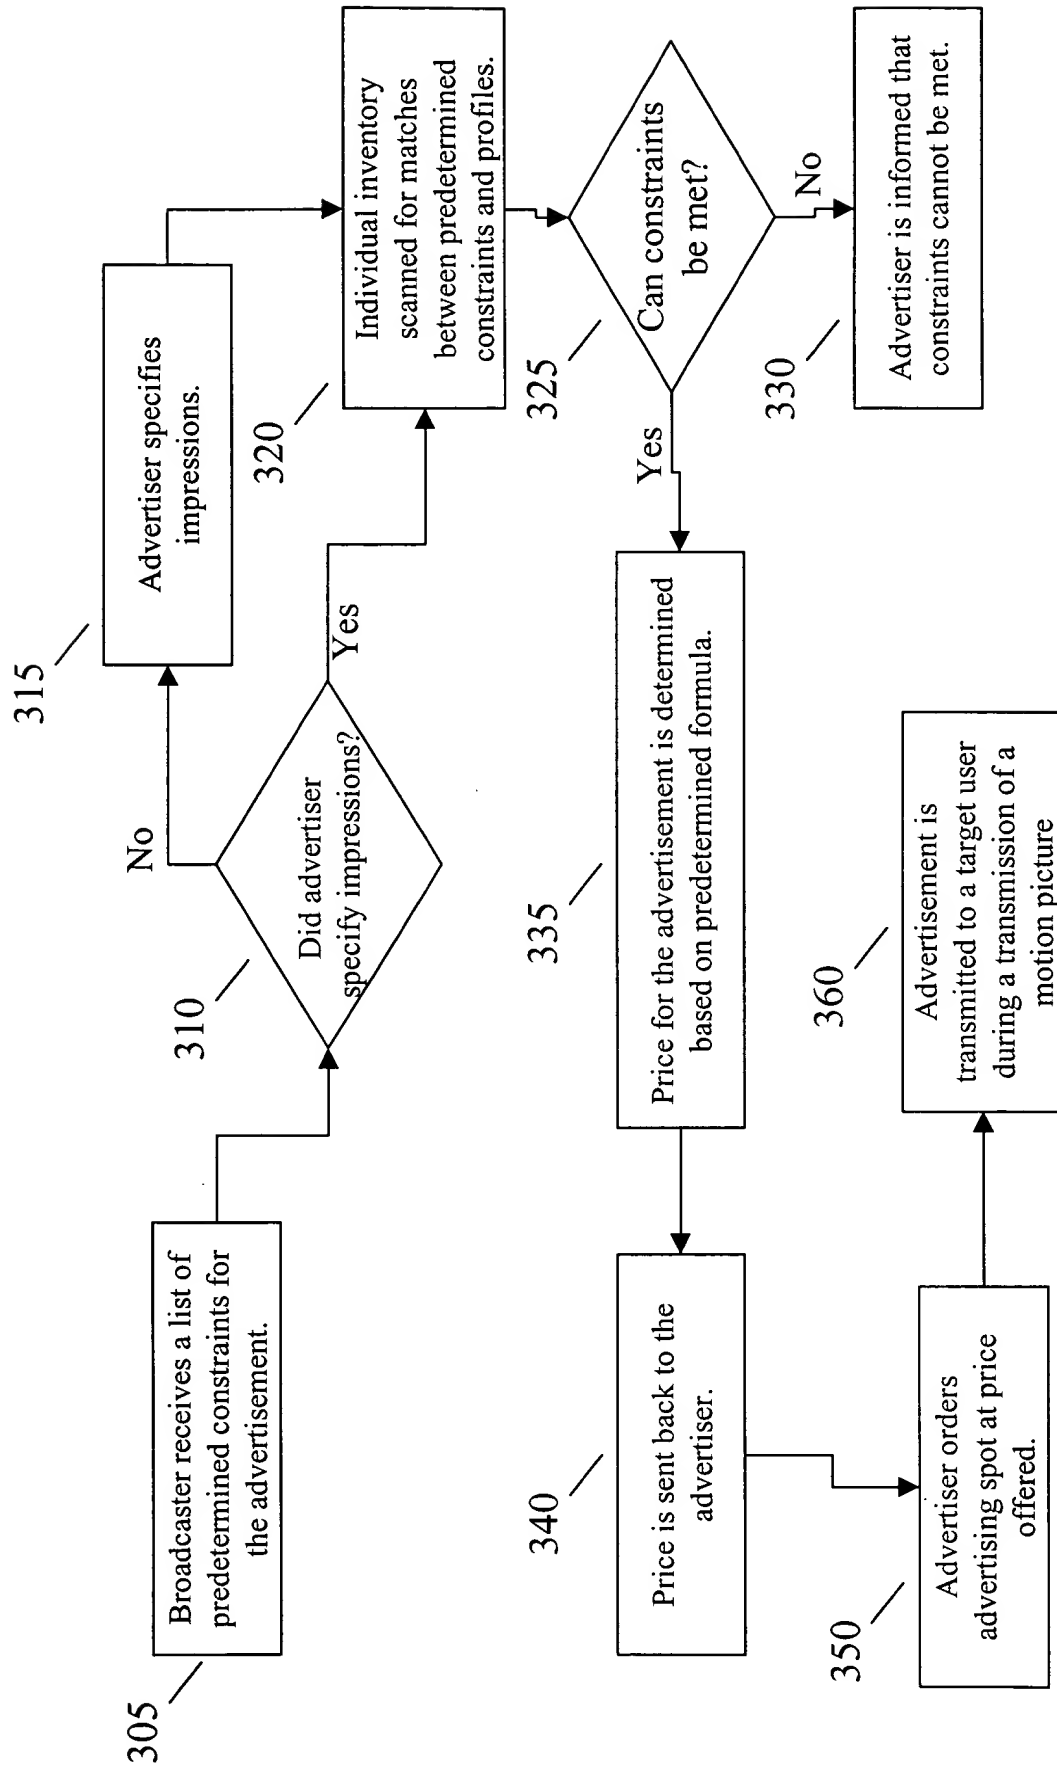 305
Broadcaster receives a list of
predetermined constraints for
the advertisement.
310
Did advertiser
specify impressions?
No
Yes
315
Advertiser specifies
impressions.
320
Individual inventory
scanned for matches
between predetermined
constraints and profiles.
325
Can constraints
be met?
No
Yes
330
Advertiser is informed that
constraints cannot be met.
335
Price for the advertisement is determined
based on predetermined formula.
340
Price is sent back to the
advertiser.
350
Advertiser orders
advertising spot at price
offered.
360
Advertisement is
transmitted to a target user
during a transmission of a
motion picture